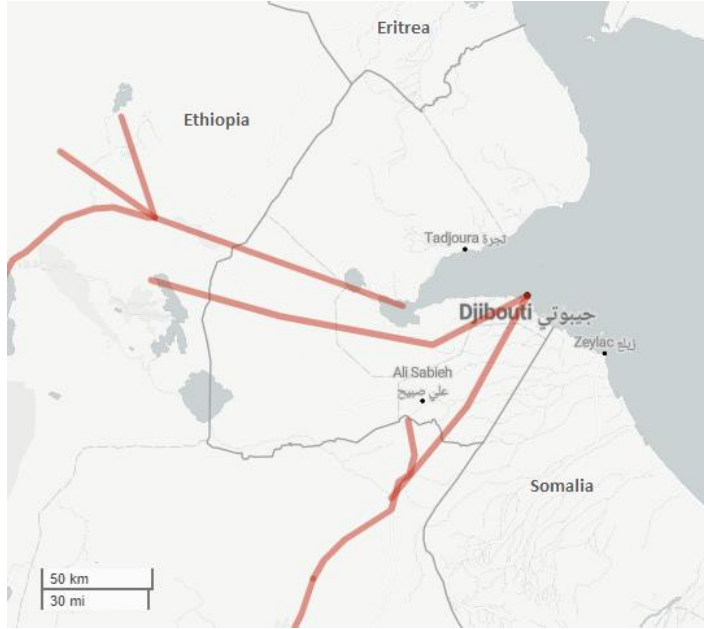 Eritrea
Ethiopia
Tadjoura تجرة
Djibouti جيبوتي
Zeylac زيلع
Ali Sabieh
علي صبيح
Somalia
50 km
30 mi